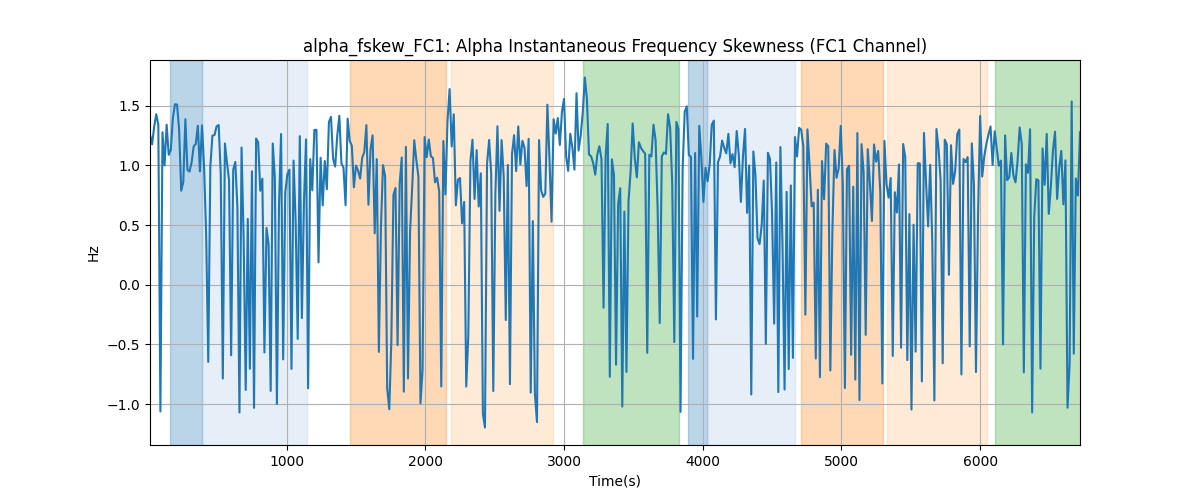 alpha_fskew_FC1: Alpha Instantaneous Frequency Skewness (FC1 Channel)
1.5
1.0
0.5
0.0
−0.5
−1.0
Hz
1000 2000 3000 4000 5000 6000
Time(s)